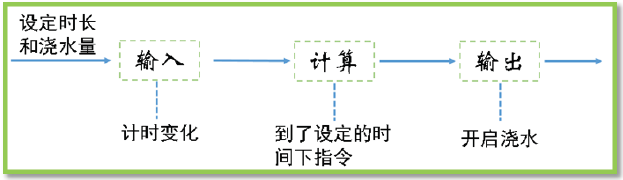 设定时长
和浇水量
输入
计算
输出
计时变化
到了设定的时
间下指令
开启浇水